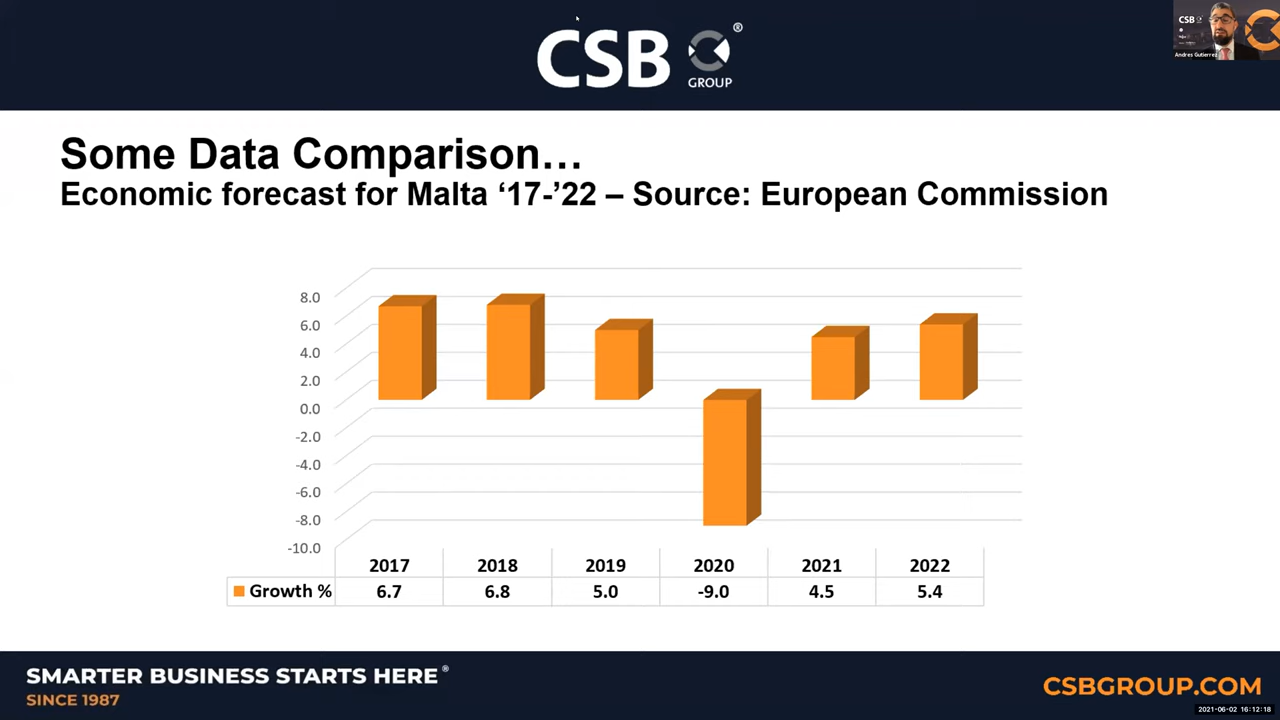 CSB
GROUP
®
CSB
Andres Gutierrez
Some Data Comparison…
Economic forecast for Malta ‘17-’22 – Source: European Commission
8.0
6.0
4.0
2.0
0.0
-2.0
-4.0
-6.0
-8.0
-10.0
2017 2018 2019 2020 2021 2022
Growth % 6.7 6.8 5.0 -9.0 4.5 5.4
SMARTER BUSINESS STARTS HERE®
SINCE 1987
CSBGROUP.COM
2021-06-02 16:12:18